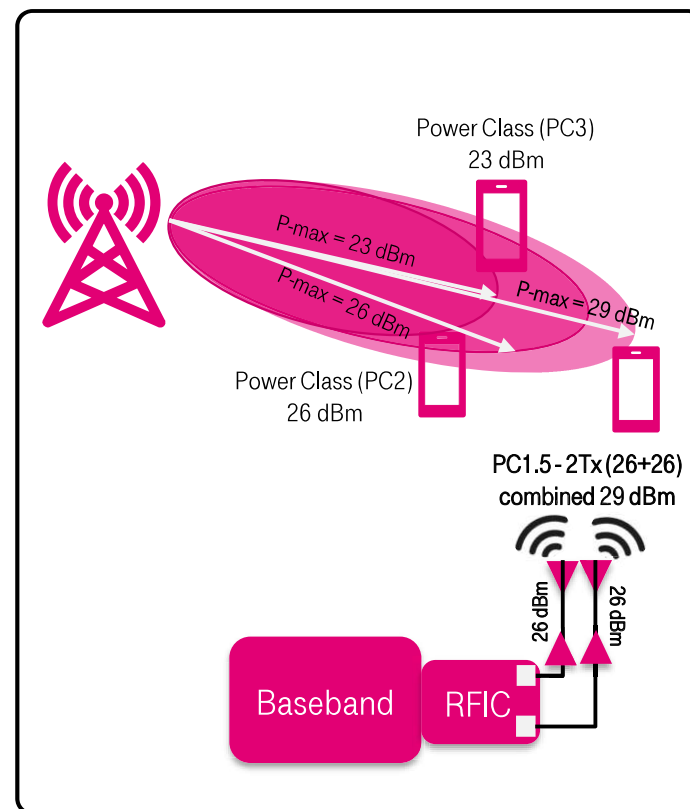 Power Class (PC3)
23 dBm
P-max = 23 dBm
P-max = 29 dBm
P-max = 26 dBm
Power Class (PC2)
26 dBm
PC1.5 - 2Tx (26+26)
combined 29 dBm
26 dBm
26 dBm
Baseband
RFIC